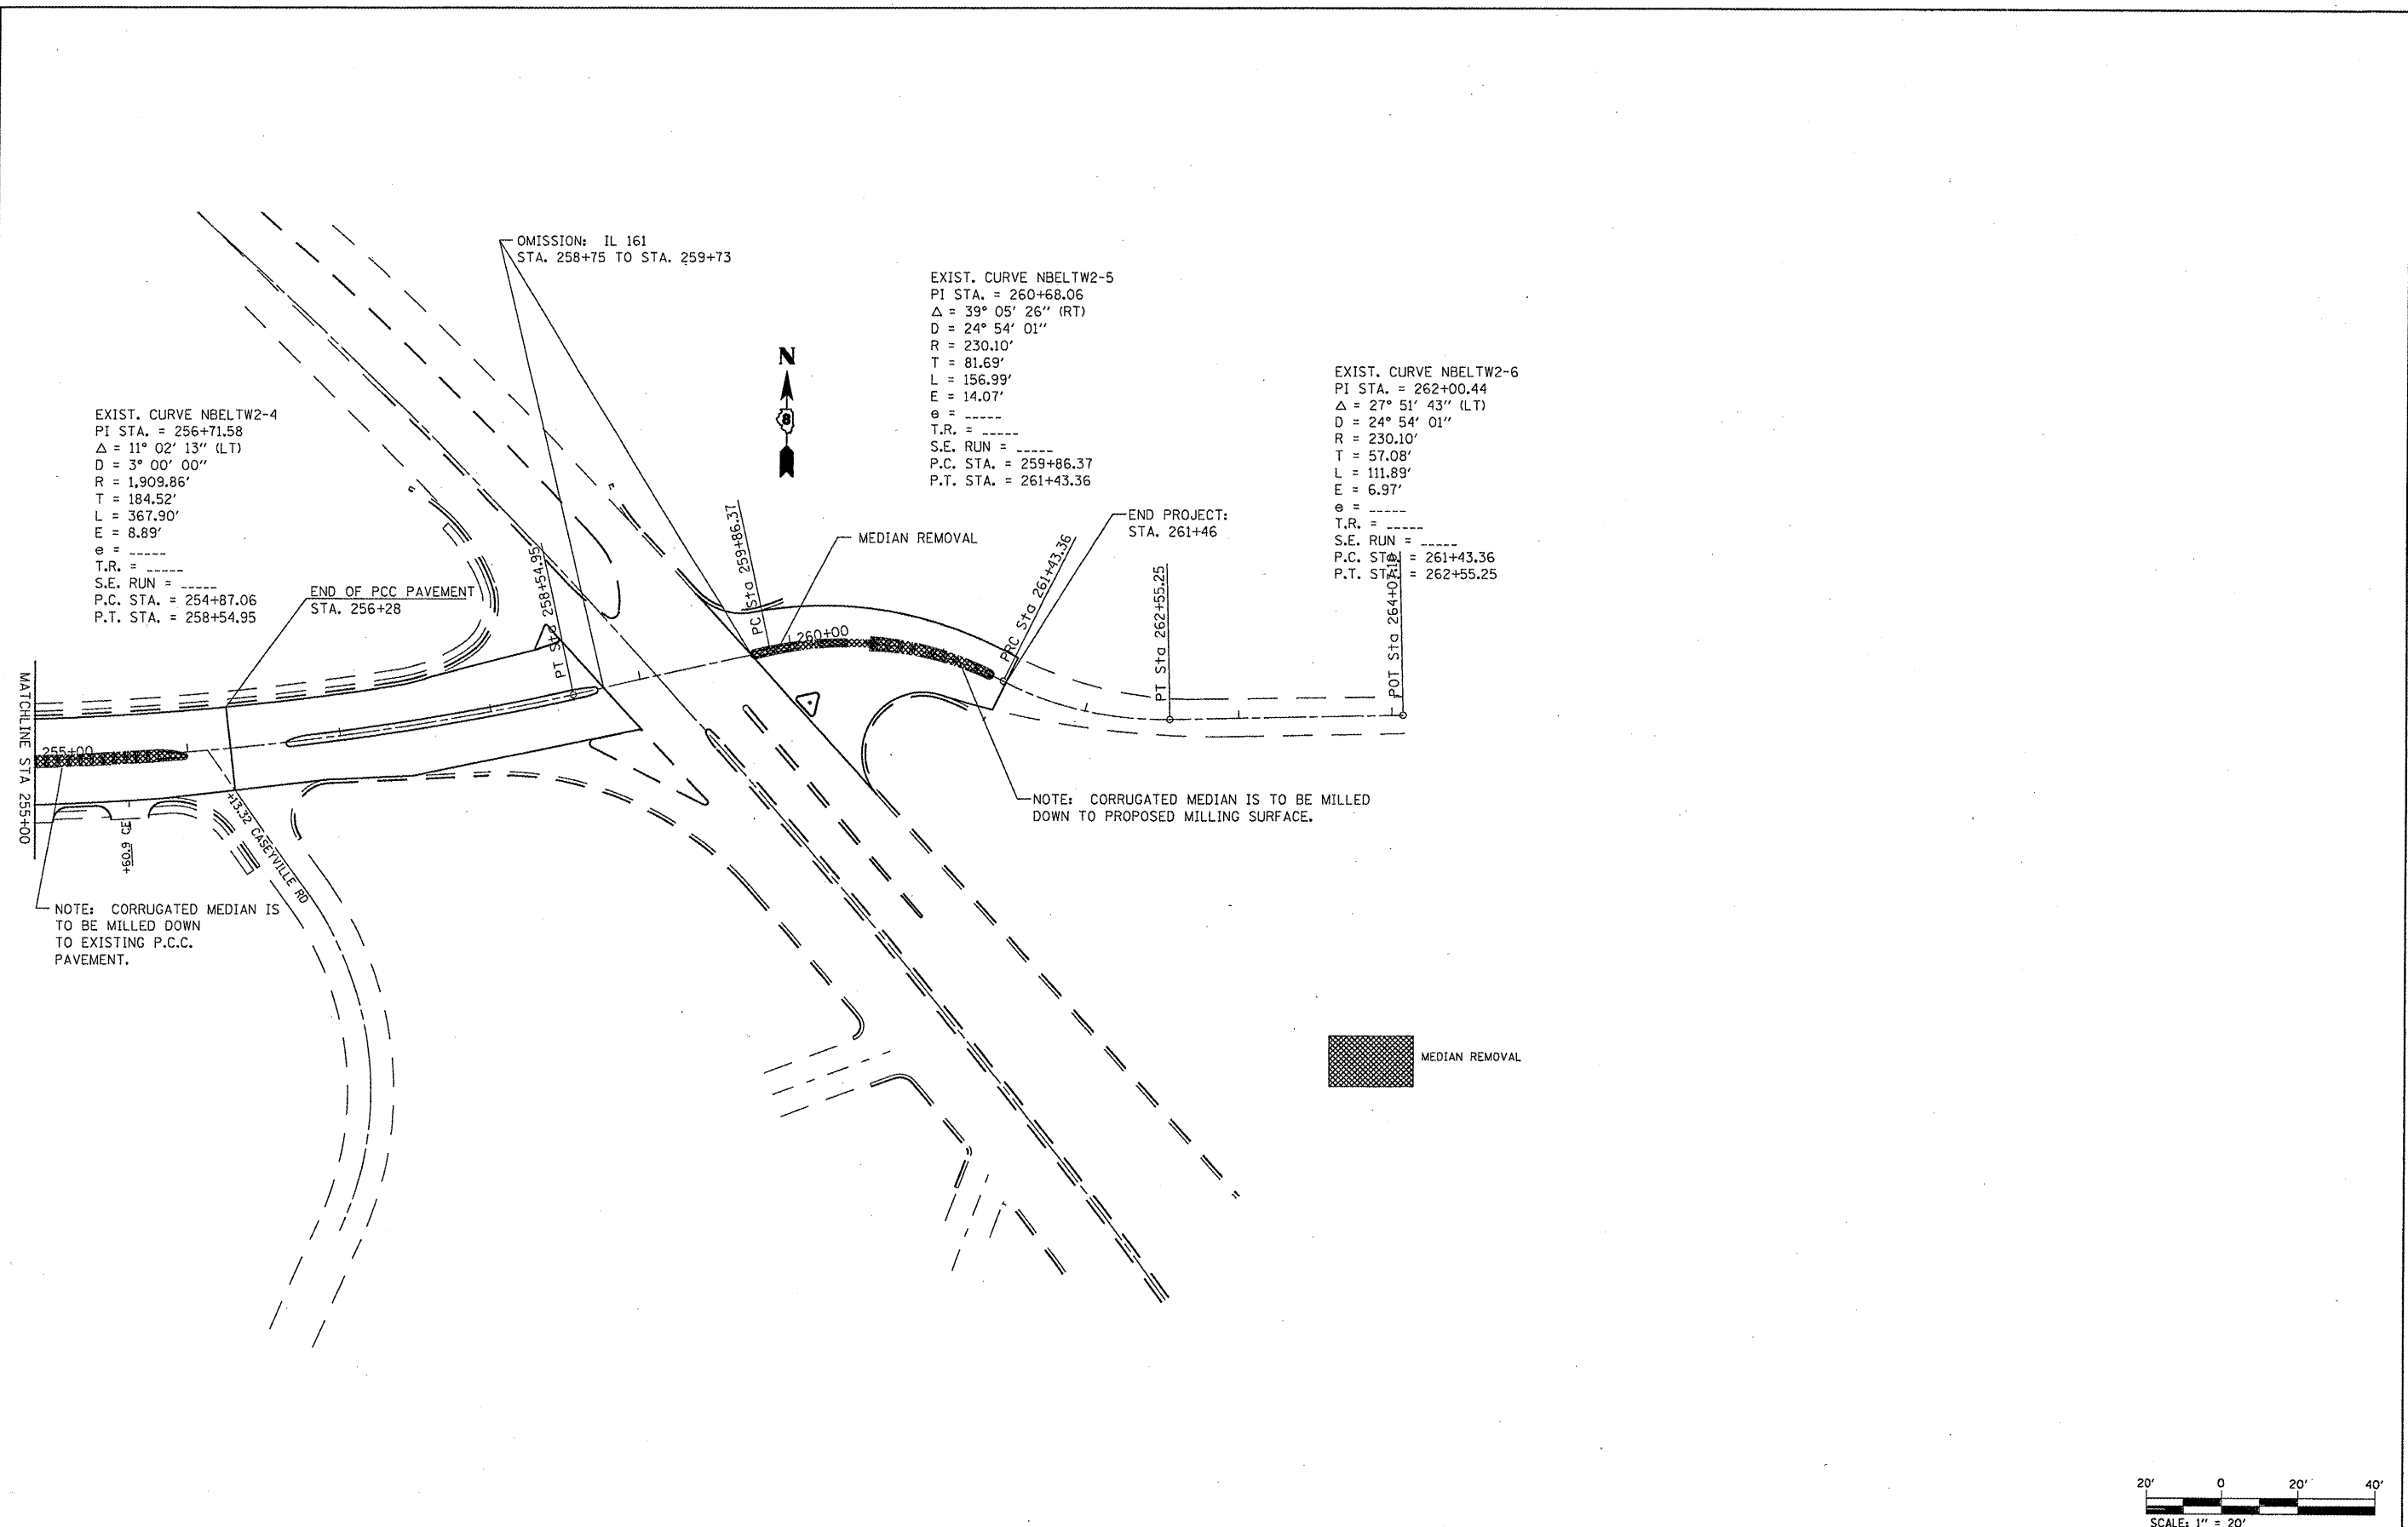 OMISSION: IL 161
STA. 258+75 TO STA. 259+73
EXIST. CURVE NBELTW2-5
PI STA. = 260+68.06
Δ = 39° 05' 26" (RT)
D = 24° 54' 01"
R = 230.10'
T = 81.69'
L = 156.99'
E = 14.07'
e = _____
T.R. = _____
S.E. RUN = _____
P.C. STA. = 259+86.37
P.T. STA. = 261+43.36
N
8
EXIST. CURVE NBELTW2-6
PI STA. = 262+00.44
Δ = 27° 51' 43" (LT)
D = 24° 54' 01"
R = 230.10'
T = 57.08'
L = 111.89'
E = 6.97'
e = _____
T.R. = _____
S.E. RUN = _____
P.C. STA. = 261+43.36
P.T. STA. = 262+55.25
EXIST. CURVE NBELTW2-4
PI STA. = 256+71.58
Δ = 11° 02' 13" (LT)
D = 3° 00' 00"
R = 1,909.86'
T = 184.52'
L = 367.90'
E = 8.89'
e = _____
T.R. = _____
S.E. RUN = _____
P.C. STA. = 254+87.06
P.T. STA. = 258+54.95
END OF PCC PAVEMENT
STA. 256+28
PT Sta 258+54.95
PC Sta 259+86.37
MEDIAN REMOVAL
END PROJECT:
STA. 261+46
PRC Sta 261+43.36
PT Sta 262+55.25
POT Sta
260+00
MATCHLINE STA 255+00
255+00
+60.9 CE
+13.32 CASEYVILLE RD
NOTE: CORRUGATED MEDIAN IS TO BE MILLED
DOWN TO PROPOSED MILLING SURFACE.
NOTE: CORRUGATED MEDIAN IS
TO BE MILLED DOWN
TO EXISTING P.C.C.
PAVEMENT.
MEDIAN REMOVAL
20' 0 20' 40'
SCALE: 1" = 20'